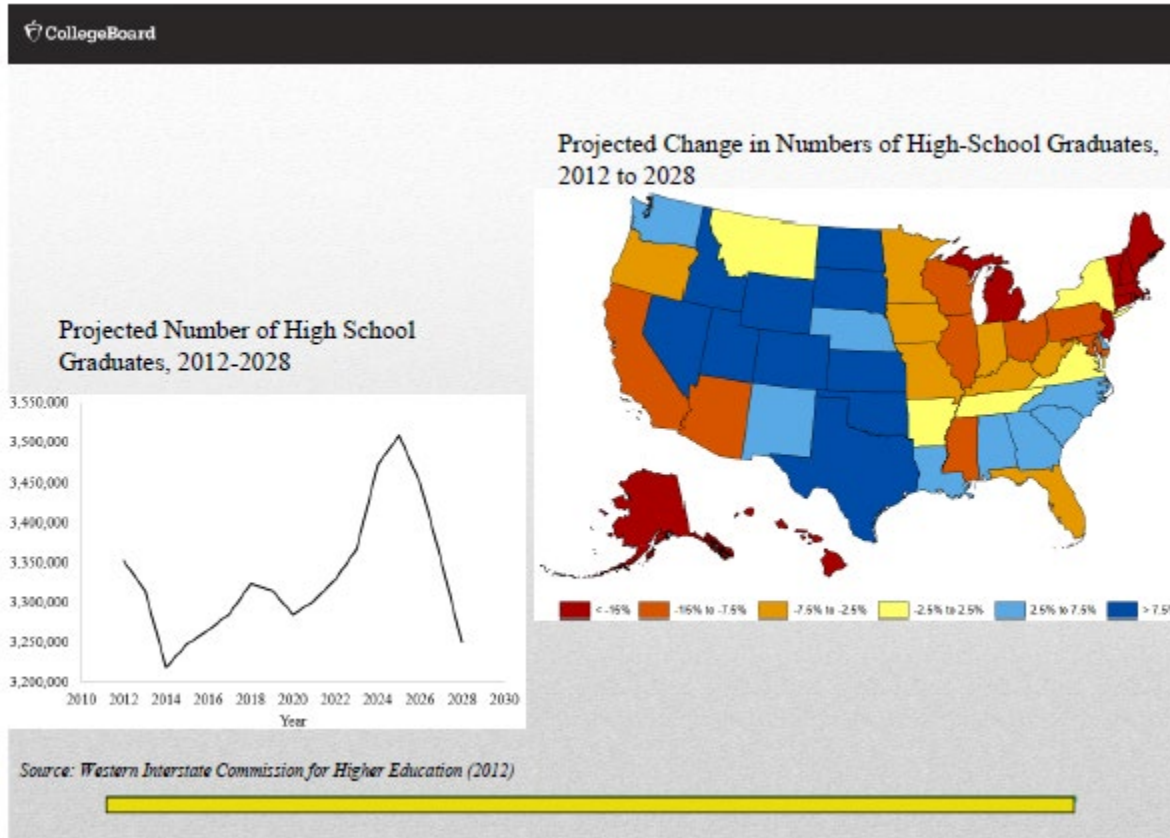 CollegeBoard
Projected Change in Numbers of High-School Graduates,
2012 to 2028
Projected Number of High School
Graduates, 2012-2028
3,550,000
3,500,000
3,450,000
3,400,000
3,350,000
3,300,000
3,250,000
3,200,000
2010 2012 2014 2016 2018 2020 2022 2024 2026 2028 2030
Year
< -15% -15% to -7.5% -7.5% to -2.5% -2.5% to 2.5% 2.5% to 7.5% > 7.5%
Source: Western Interstate Commission for Higher Education (2012)